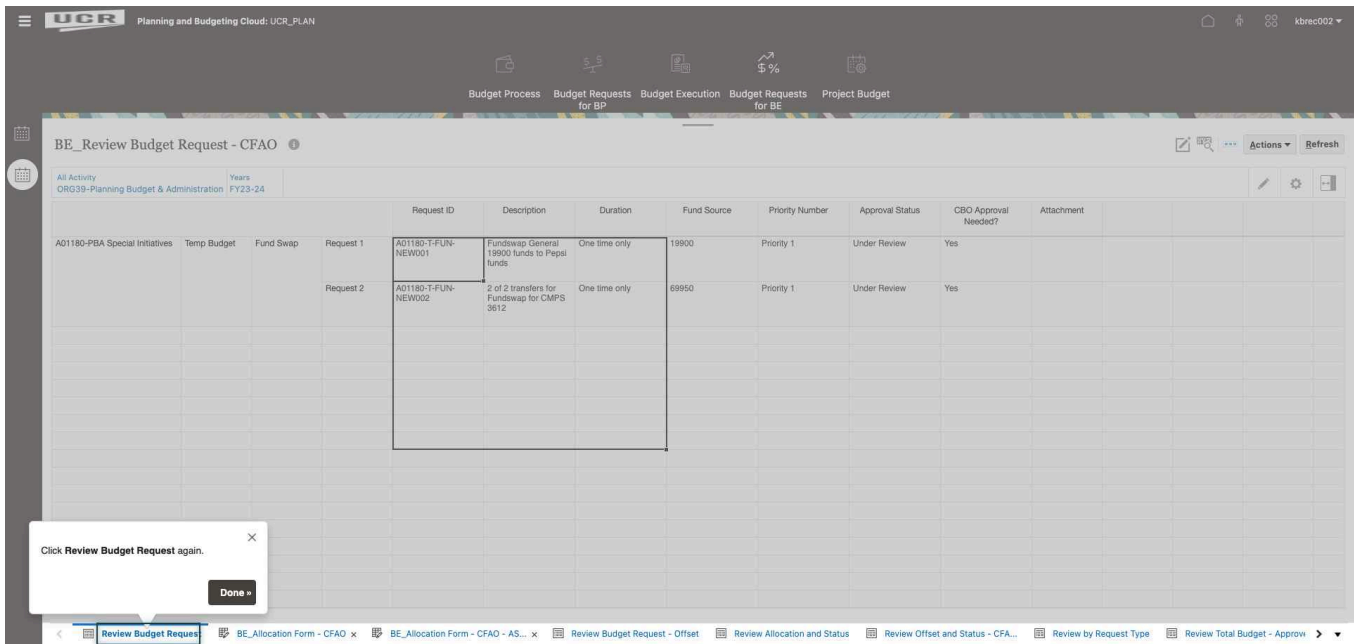 UCR
Planning and Budgeting Cloud: UCR_PLAN
kbrec002
Budget Process
Budget Requests
for BP
Budget Execution
Budget Requests
for BE
Project Budget
BE_Review Budget Request - CFAO
Actions
Refresh
All Activity
ORG39-Planning Budget & Administration
Years
FY23-24
Request ID
Description
Duration
Fund Source
Priority Number
Approval Status
CBO Approval
Needed?
Attachment
A01180-PBA Special Initiatives
Temp Budget
Fund Swap
Request 1
A01180-T-FUN-
NEW001
Fundswap General
19900 funds to Pepsi
funds
One time only
19900
Priority 1
Under Review
Yes
Request 2
A01180-T-FUN-
NEW002
2 of 2 transfers for
Fundswap for CMPS
3612
One time only
69950
Priority 1
Under Review
Yes
Click Review Budget Request again.
Done »
Review Budget Request
BE_Allocation Form - CFAO
BE_Allocation Form - CFAO - AS...
Review Budget Request - Offset
Review Allocation and Status
Review Offset and Status - CFA...
Review by Request Type
Review Total Budget - Approv